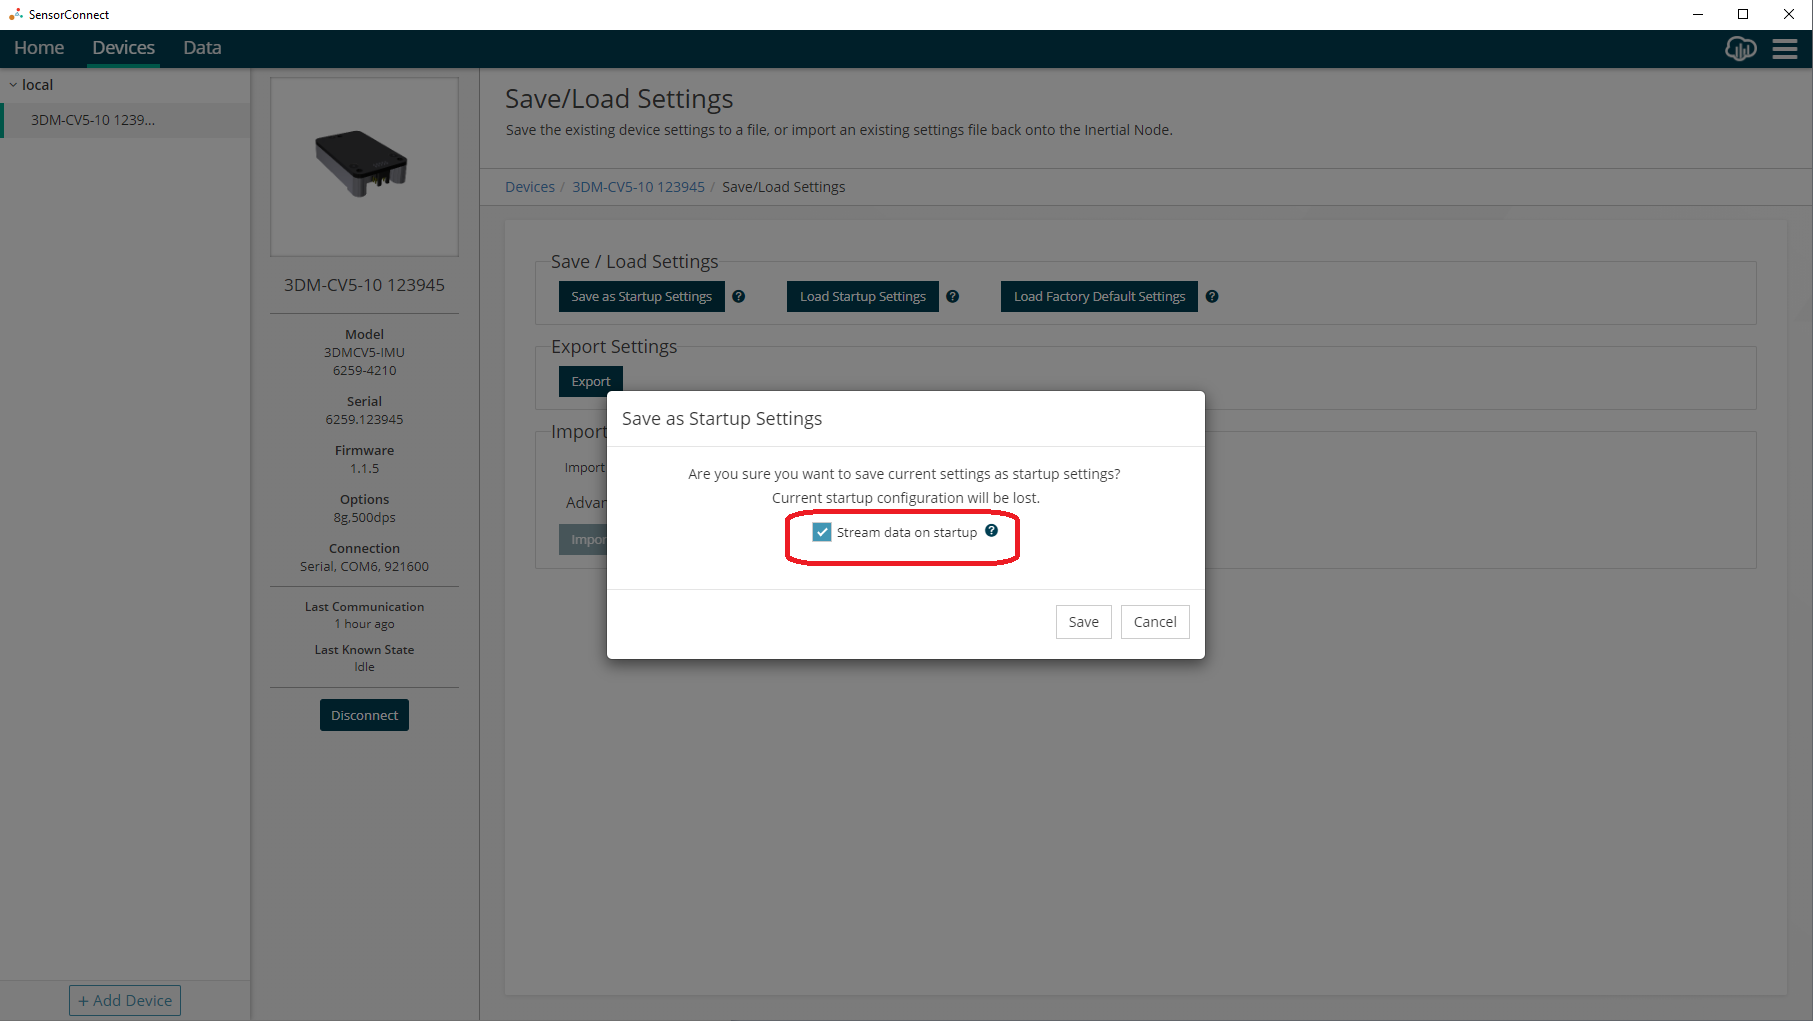 SensorConnect
Home Devices Data
local
3DM-CV5-10 1239...
3DM-CV5-10 123945
Model
3DMCV5-IMU
6259-4210
Serial
6259.123945
Firmware
1.1.5
Options
8g,500dps
Connection
Serial, COM6, 921600
Last Communication
1 hour ago
Last Known State
Idle
Disconnect
+ Add Device
Save/Load Settings
Save the existing device settings to a file, or import an existing settings file back onto the Inertial Node.
Devices / 3DM-CV5-10 123945 / Save/Load Settings
Save / Load Settings
Save as Startup Settings ? Load Startup Settings ? Load Factory Default Settings ?
Export Settings
Export
Import
Import
Advan
Impor
Save as Startup Settings
Are you sure you want to save current settings as startup settings?
Current startup configuration will be lost.
Stream data on startup ?
Save Cancel